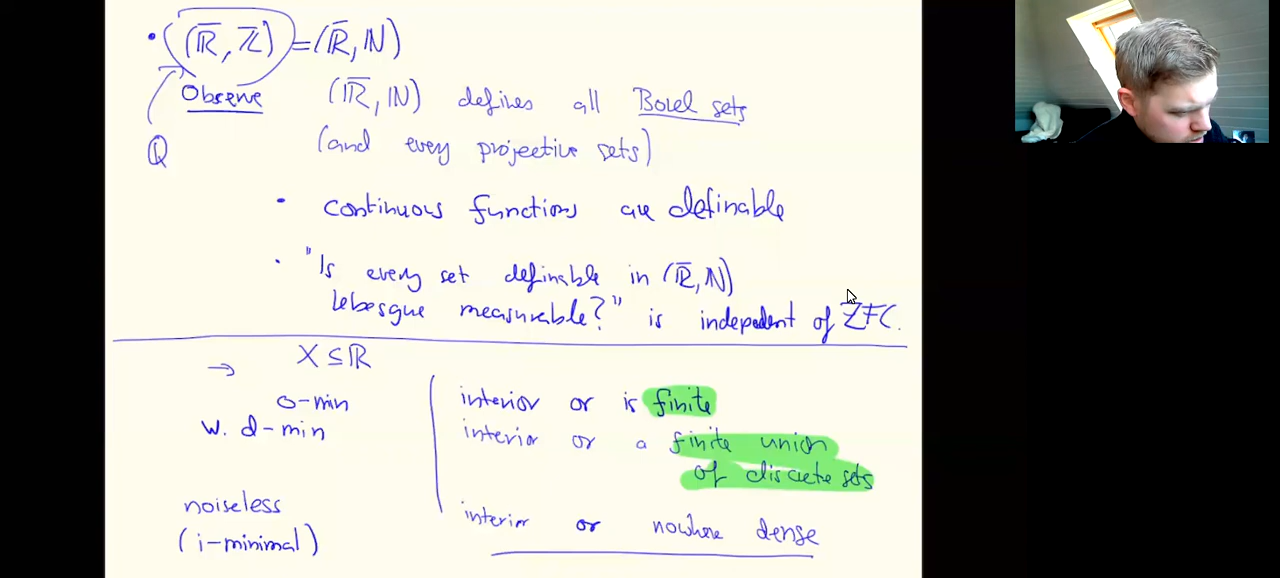 • (ℝ̄, ℤ) = (ℝ̄, ℕ)
Observe (ℝ̄, ℕ) defines all Borel sets
ℚ (and every projective sets)
• continuous functions are definable
• "Is every set definable in (ℝ̄, ℕ)
Lebesgue measurable?" is independent of ZFC.
→ X ⊆ ℝ
o-min interior or is finite
w. d-min interior or a finite union
of discrete sets
noiseless interior or nowhere dense
(i-minimal)